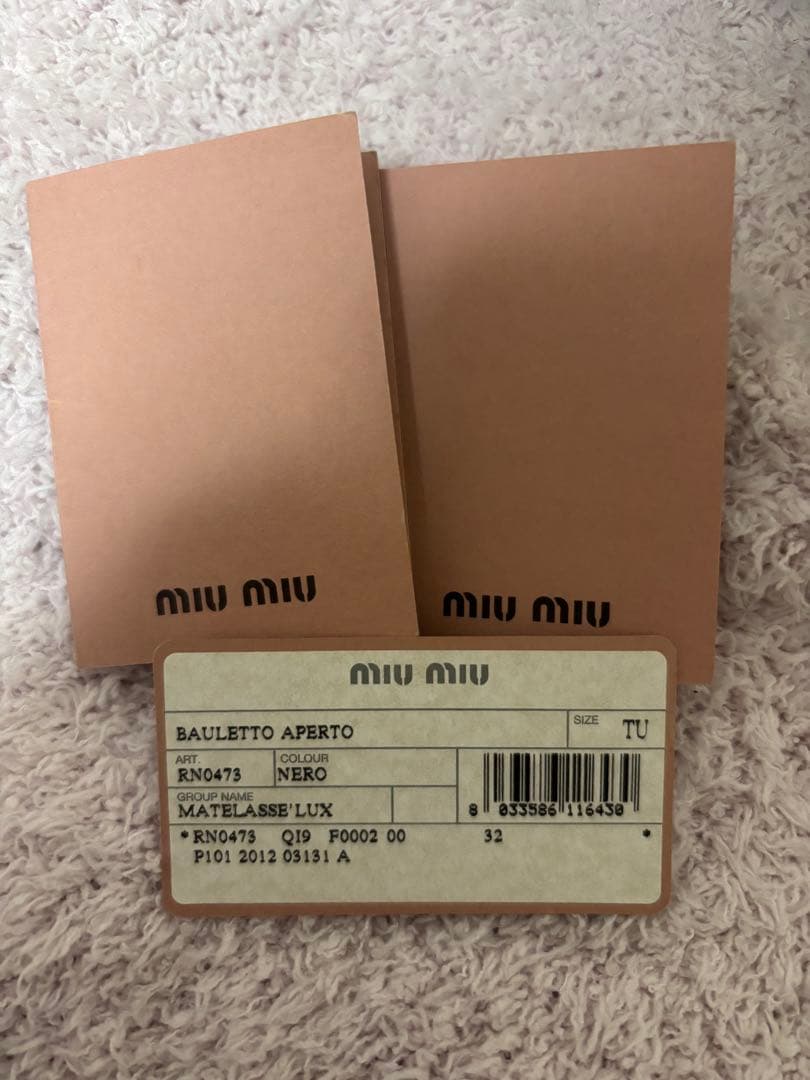 miu miu
miu miu
miu miu
BAULETTO APERTO
SIZE TU
ART. RN0473
COLOUR NERO
GROUP NAME
MATELASSE'LUX
8 033586 116430
* RN0473 QI9 F0002 00 32 *
P101 2012 03131 A